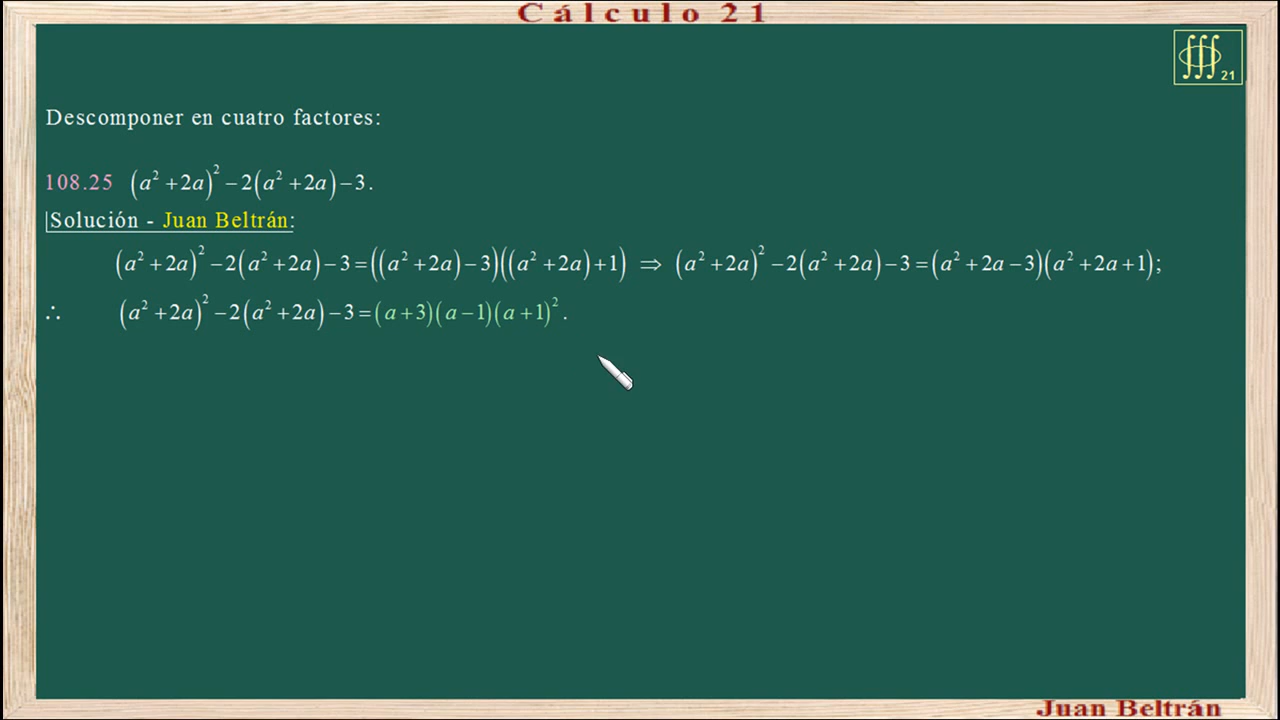 Cálculo 21
∭ 21
Descomponer en cuatro factores:
108.25 (a² + 2a)² − 2(a² + 2a) − 3.
Solución - Juan Beltrán:
(a² + 2a)² − 2(a² + 2a) − 3 = ((a² + 2a) − 3)((a² + 2a) + 1) ⇒ (a² + 2a)² − 2(a² + 2a) − 3 = (a² + 2a − 3)(a² + 2a + 1);
∴ (a² + 2a)² − 2(a² + 2a) − 3 = (a + 3)(a − 1)(a + 1)².
Juan Beltrán